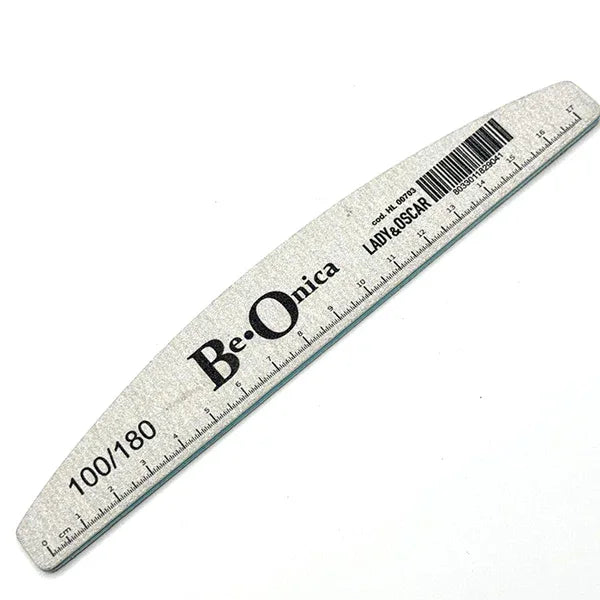 100/180
Be•Onica
cod. HL 00703
LADY&OSCAR
8033011829041
0 cm 1 2 3 4 5 6 7 8 9 10 11 12 13 14 15 16 17